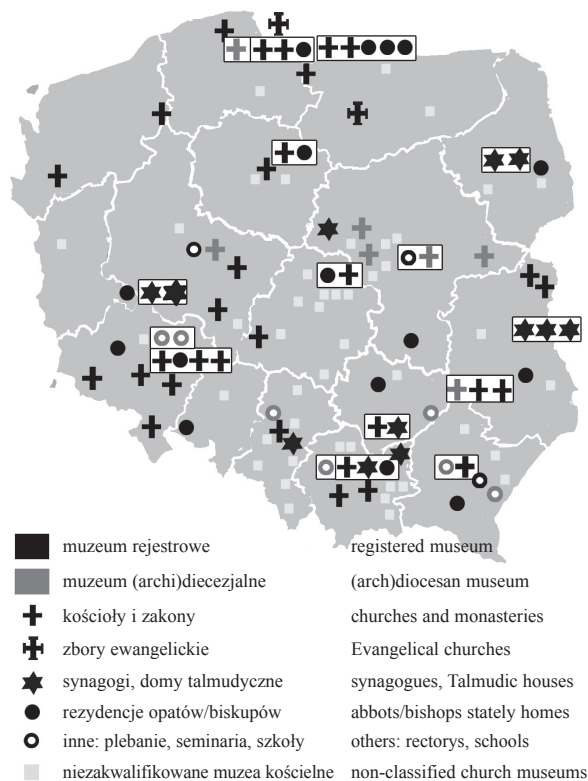 muzeum rejestrowe registered museum
muzeum (archi)diecezjalne (arch)diocesan museum
kościoły i zakony churches and monasteries
zbory ewangelickie Evangelical churches
synagogi, domy talmudyczne synagogues, Talmudic houses
rezydencje opatów/biskupów abbots/bishops stately homes
inne: plebanie, seminaria, szkoły others: rectorys, schools
niezakwalifikowane muzea kościelne non-classified church museums